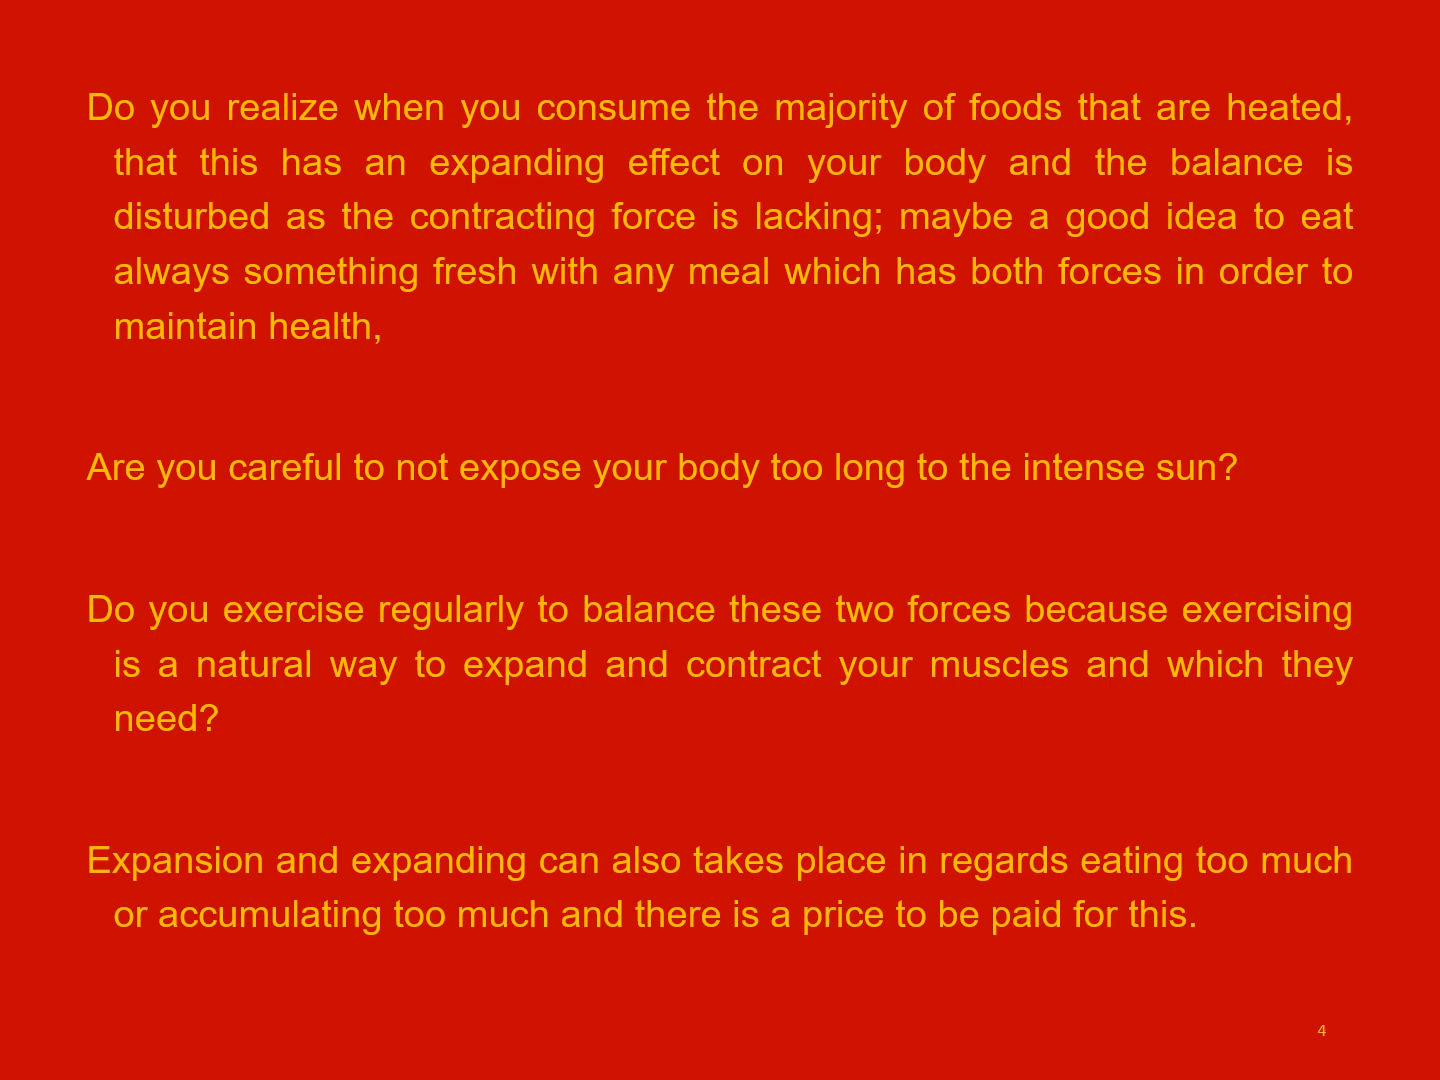 Do you realize when you consume the majority of foods that are heated,
that this has an expanding effect on your body and the balance is
disturbed as the contracting force is lacking; maybe a good idea to eat
always something fresh with any meal which has both forces in order to
maintain health,
Are you careful to not expose your body too long to the intense sun?
Do you exercise regularly to balance these two forces because exercising
is a natural way to expand and contract your muscles and which they
need?
Expansion and expanding can also takes place in regards eating too much
or accumulating too much and there is a price to be paid for this.
4